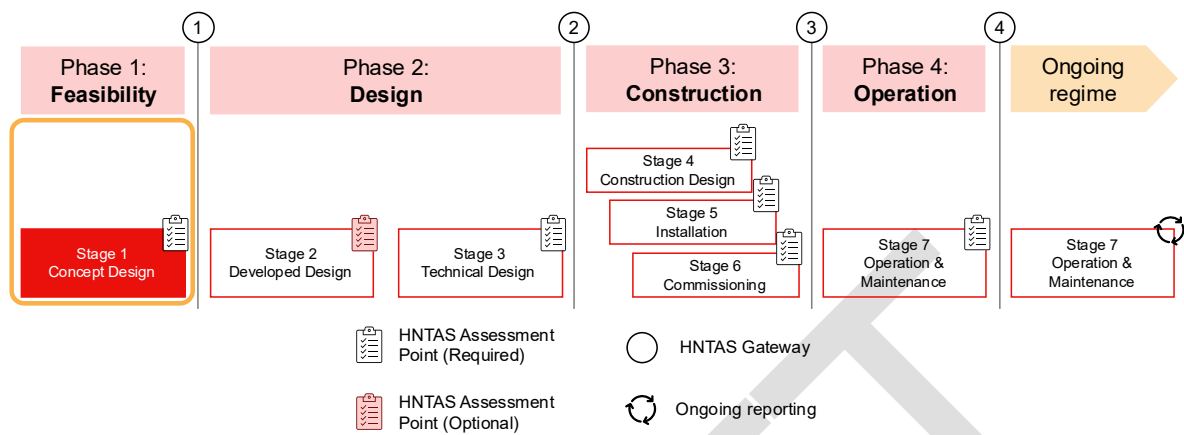 1
2
3
4
Phase 1:
Feasibility
Phase 2:
Design
Phase 3:
Construction
Phase 4:
Operation
Ongoing
regime
Stage 4
Construction Design
Stage 5
Installation
Stage 1
Concept Design
Stage 2
Developed Design
Stage 3
Technical Design
Stage 6
Commissioning
Stage 7
Operation &
Maintenance
Stage 7
Operation &
Maintenance
HNTAS Assessment
Point (Required)
HNTAS Gateway
HNTAS Assessment
Point (Optional)
Ongoing reporting